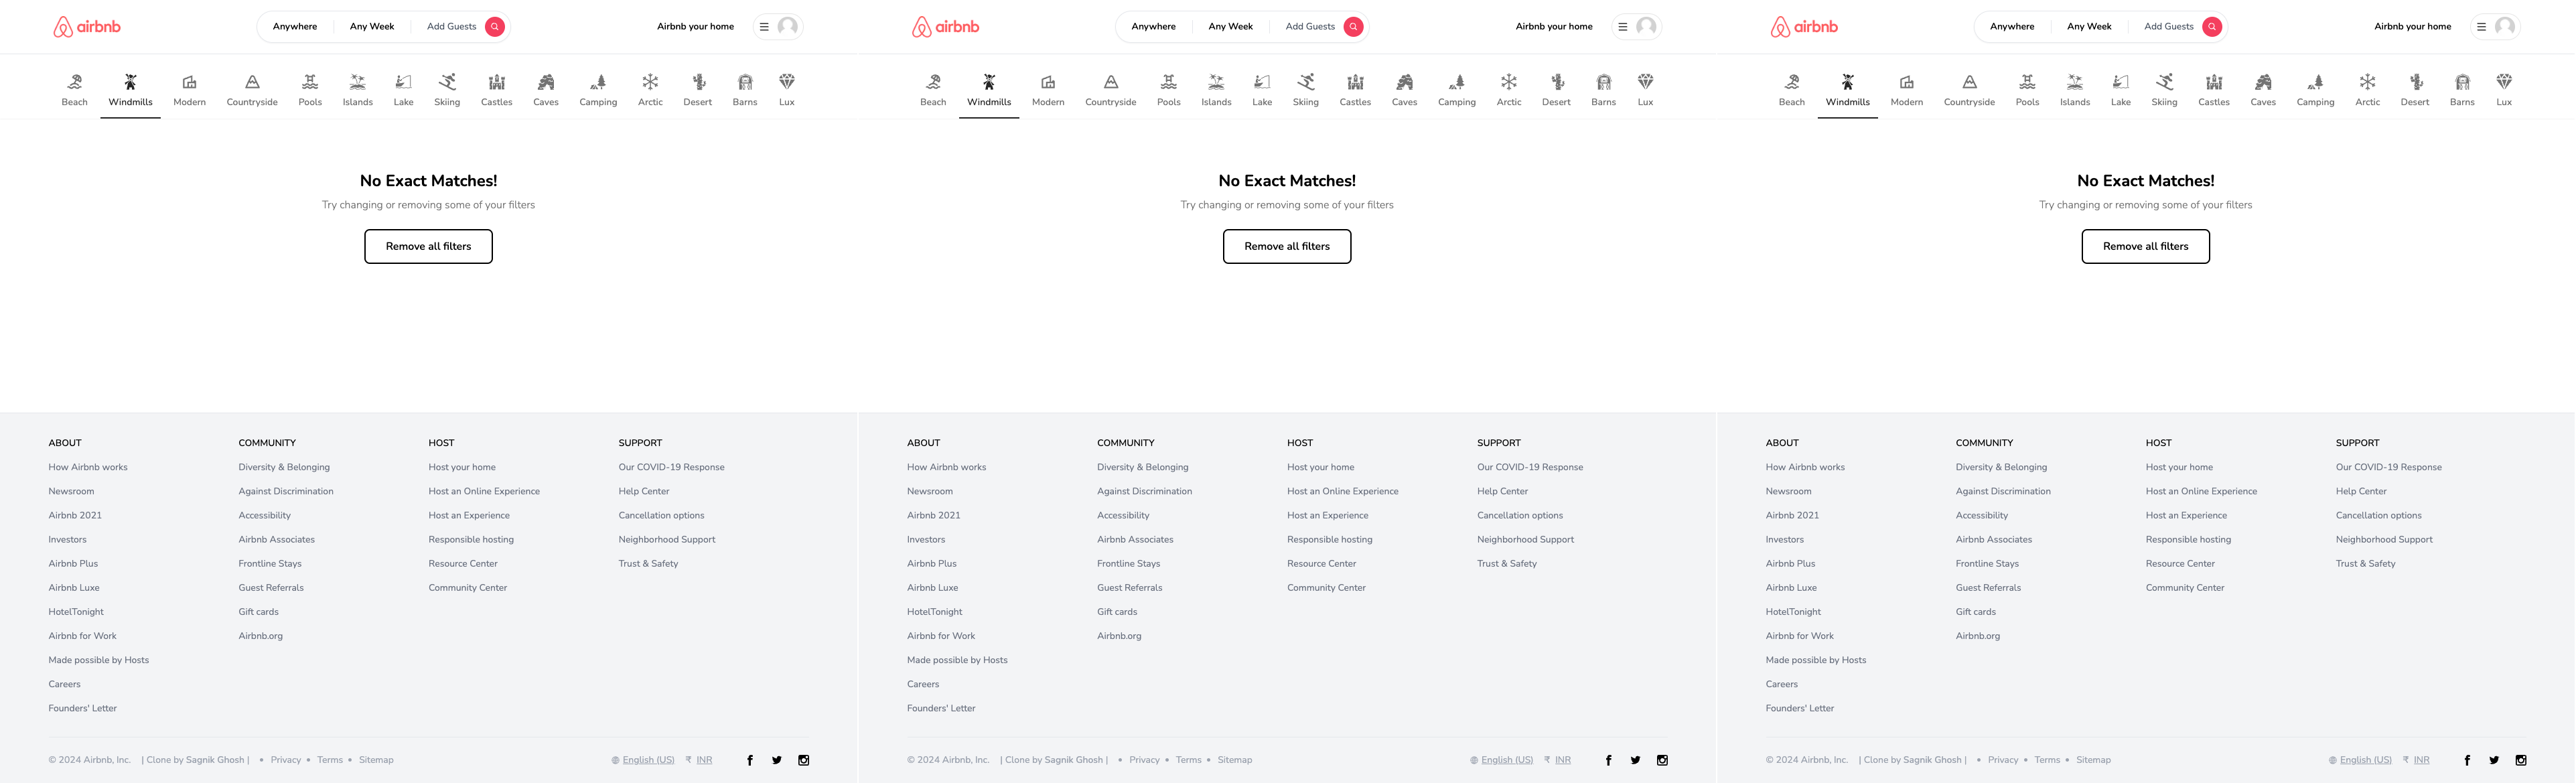 airbnb Anywhere Any Week Add Guests Airbnb your home
Beach Windmills Modern Countryside Pools Islands Lake Skiing Castles Caves Camping Arctic Desert Barns Lux
No Exact Matches!
Try changing or removing some of your filters
Remove all filters
ABOUT COMMUNITY HOST SUPPORT
How Airbnb works Diversity & Belonging Host your home Our COVID-19 Response
Newsroom Against Discrimination Host an Online Experience Help Center
Airbnb 2021 Accessibility Host an Experience Cancellation options
Investors Airbnb Associates Responsible hosting Neighborhood Support
Airbnb Plus Frontline Stays Resource Center Trust & Safety
Airbnb Luxe Guest Referrals Community Center
HotelTonight Gift cards
Airbnb for Work Airbnb.org
Made possible by Hosts
Careers
Founders' Letter
© 2024 Airbnb, Inc. | Clone by Sagnik Ghosh | • Privacy • Terms • Sitemap English (US) ₹ INR
airbnb Anywhere Any Week Add Guests Airbnb your home
Beach Windmills Modern Countryside Pools Islands Lake Skiing Castles Caves Camping Arctic Desert Barns Lux
No Exact Matches!
Try changing or removing some of your filters
Remove all filters
ABOUT COMMUNITY HOST SUPPORT
How Airbnb works Diversity & Belonging Host your home Our COVID-19 Response
Newsroom Against Discrimination Host an Online Experience Help Center
Airbnb 2021 Accessibility Host an Experience Cancellation options
Investors Airbnb Associates Responsible hosting Neighborhood Support
Airbnb Plus Frontline Stays Resource Center Trust & Safety
Airbnb Luxe Guest Referrals Community Center
HotelTonight Gift cards
Airbnb for Work Airbnb.org
Made possible by Hosts
Careers
Founders' Letter
© 2024 Airbnb, Inc. | Clone by Sagnik Ghosh | • Privacy • Terms • Sitemap English (US) ₹ INR
airbnb Anywhere Any Week Add Guests Airbnb your home
Beach Windmills Modern Countryside Pools Islands Lake Skiing Castles Caves Camping Arctic Desert Barns Lux
No Exact Matches!
Try changing or removing some of your filters
Remove all filters
ABOUT COMMUNITY HOST SUPPORT
How Airbnb works Diversity & Belonging Host your home Our COVID-19 Response
Newsroom Against Discrimination Host an Online Experience Help Center
Airbnb 2021 Accessibility Host an Experience Cancellation options
Investors Airbnb Associates Responsible hosting Neighborhood Support
Airbnb Plus Frontline Stays Resource Center Trust & Safety
Airbnb Luxe Guest Referrals Community Center
HotelTonight Gift cards
Airbnb for Work Airbnb.org
Made possible by Hosts
Careers
Founders' Letter
© 2024 Airbnb, Inc. | Clone by Sagnik Ghosh | • Privacy • Terms • Sitemap English (US) ₹ INR